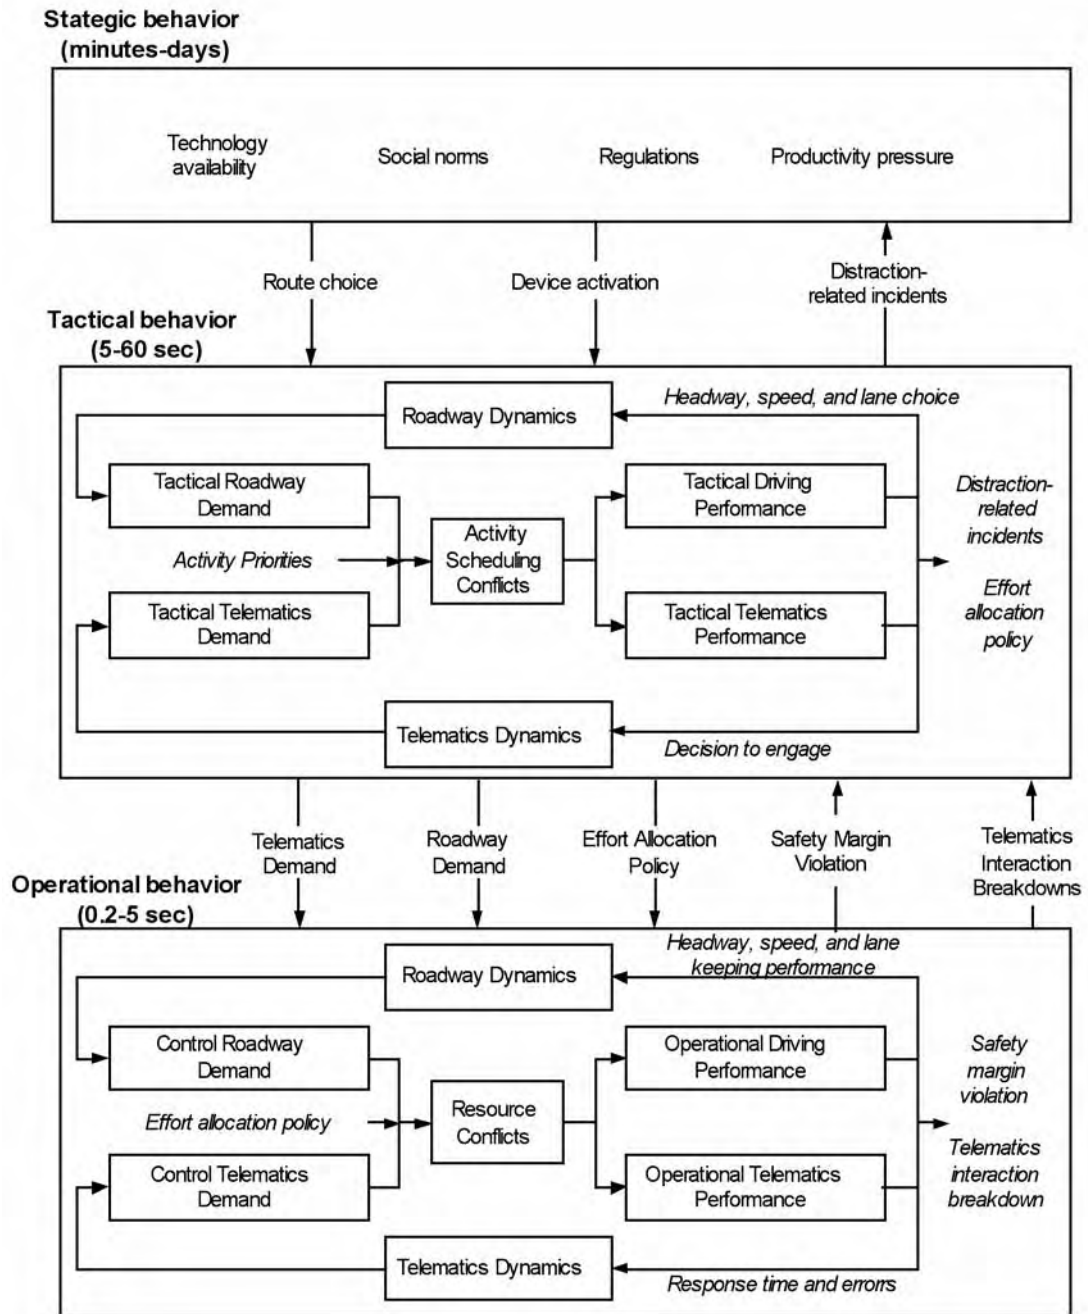 Stategic behavior
(minutes-days)
Technology
availability
Social norms
Regulations
Productivity pressure
Route choice
Device activation
Distraction-
related incidents
Tactical behavior
(5-60 sec)
Roadway Dynamics
Headway, speed, and lane choice
Tactical Roadway
Demand
Tactical Driving
Performance
Activity Priorities
Activity
Scheduling
Conflicts
Distraction-
related
incidents
Tactical Telematics
Demand
Tactical Telematics
Performance
Effort
allocation
policy
Telematics Dynamics
Decision to engage
Telematics
Demand
Roadway
Demand
Effort Allocation
Policy
Safety Margin
Violation
Telematics
Interaction
Breakdowns
Operational behavior
(0.2-5 sec)
Roadway Dynamics
Headway, speed, and lane
keeping performance
Control Roadway
Demand
Operational Driving
Performance
Effort allocation policy
Resource
Conflicts
Safety
margin
violation
Control Telematics
Demand
Operational Telematics
Performance
Telematics
interaction
breakdown
Telematics Dynamics
Response time and errorrs